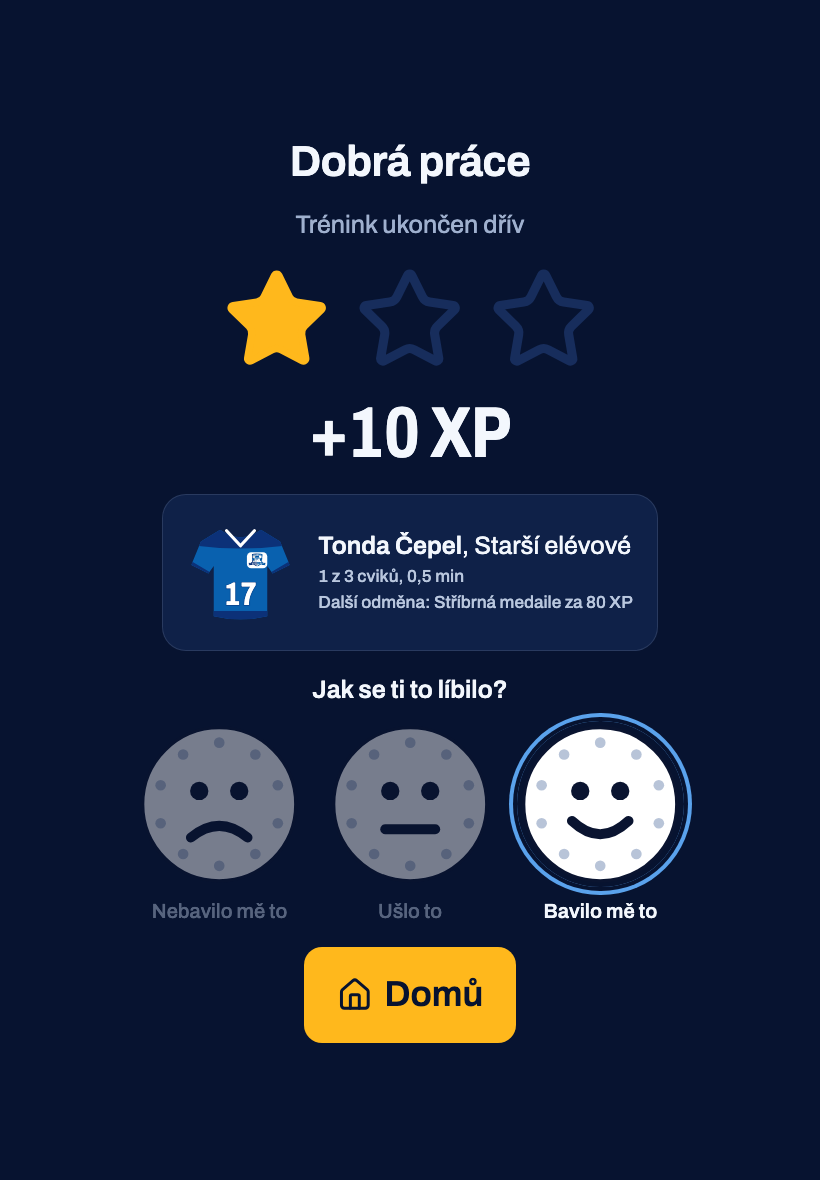 Dobrá práce
Trénink ukončen dřív
+10 XP
17
Tonda Čepel, Starší elévové
1 z 3 cviků, 0,5 min
Další odměna: Stříbrná medaile za 80 XP
Jak se ti to líbilo?
Nebavilo mě to
Ušlo to
Bavilo mě to
Domů